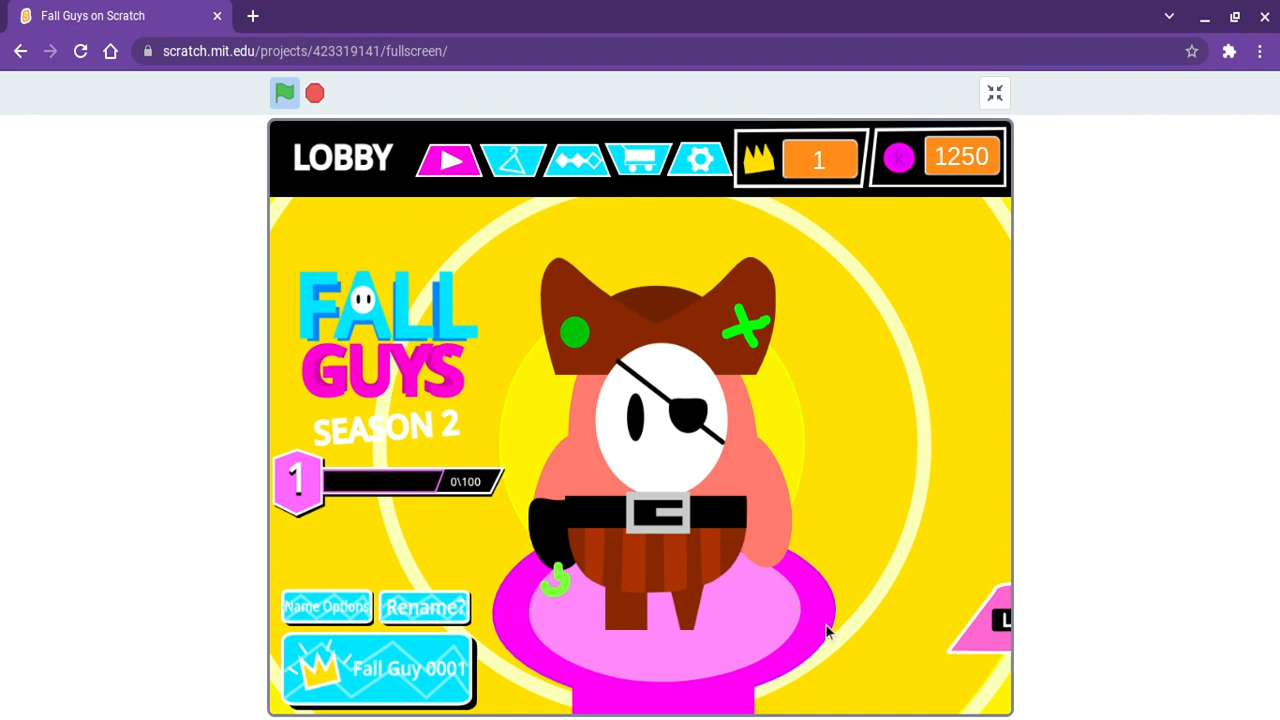 Fall Guys on Scratch
scratch.mit.edu/projects/423319141/fullscreen/
LOBBY
1
K
1250
FALL
GUYS
SEASON 2
1
0\100
Name Options
Rename?
Fall Guy 0001
L